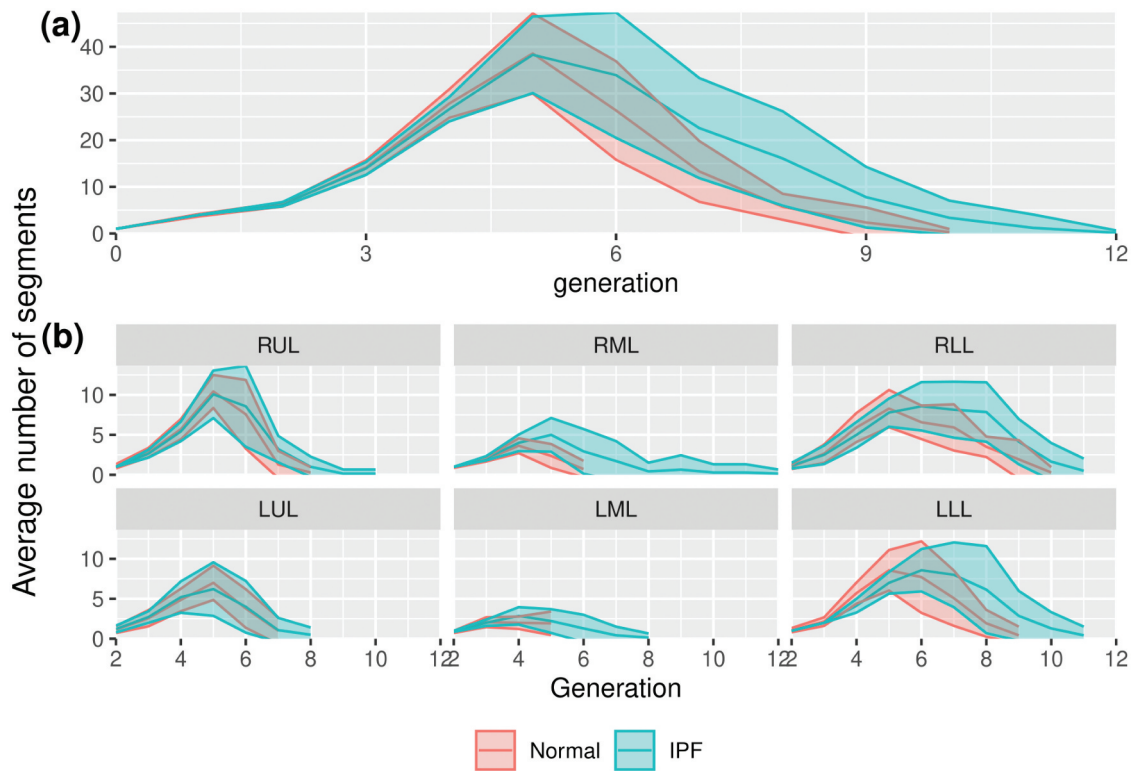 (a)
40
30
20
10
0
0 3 6 9 12
generation
Average number of segments
(b)
RUL RML RLL
10
5
0
LUL LML LLL
10
5
0
2 4 6 8 10 12 2 4 6 8 10 12 2 4 6 8 10 12
Generation
Normal IPF